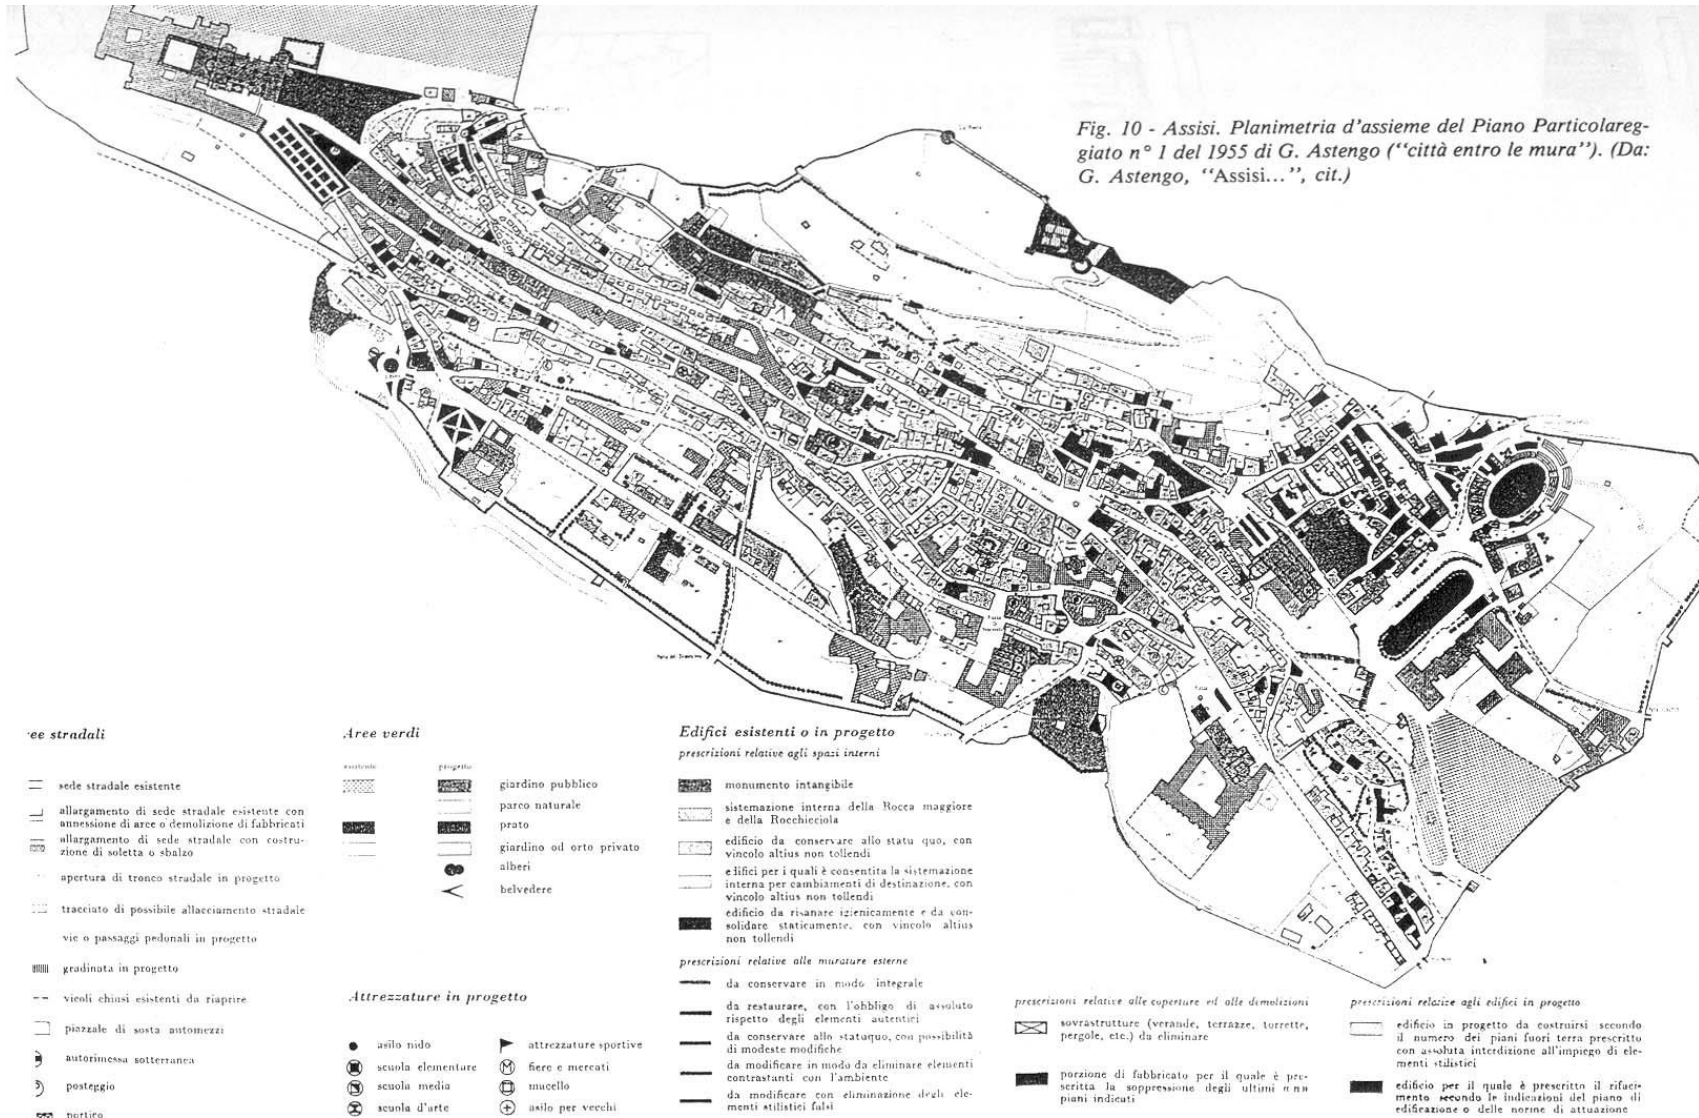 Fig. 10 - Assisi. Planimetria d'assieme del Piano Particolareg-
giato n° 1 del 1955 di G. Astengo (“città entro le mura”). (Da:
G. Astengo, “Assisi...”, cit.)
ee stradali
sede stradale esistente
allargamento di sede stradale esistente con
annessione di aree o demolizione di fabbricati
allargamento di sede stradale con costru-
zione di soletta o sbalzo
apertura di tronco stradale in progetto
tracciato di possibile allacciamento stradale
vie o passaggi pedonali in progetto
gradinata in progetto
vicoli chiusi esistenti da riaprire
piazzale di sosta automezzi
autorimessa sotterranea
posteggio
portico
Aree verdi
esistente progetto
giardino pubblico
parco naturale
prato
giardino od orto privato
alberi
belvedere
Attrezzature in progetto
asilo nido
scuola elementare
scuola media
scuola d'arte
attrezzature sportive
fiere e mercati
macello
asilo per vecchi
Edifici esistenti o in progetto
prescrizioni relative agli spazi interni
monumento intangibile
sistemazione interna della Rocca maggiore
e della Rocchicciola
edificio da conservare allo statu quo, con
vincolo altius non tollendi
edifici per i quali è consentita la sistemazione
interna per cambiamenti di destinazione, con
vincolo altius non tollendi
edificio da risanare igienicamente e da con-
solidare staticamente, con vincolo altius
non tollendi
prescrizioni relative alle murature esterne
da conservare in modo integrale
da restaurare, con l'obbligo di assoluto
rispetto degli elementi autentici
da conservare allo statuquo, con possibilità
di modeste modifiche
da modificare in modo da eliminare elementi
contrastanti con l'ambiente
da modificare con eliminazione degli ele-
menti stilistici falsi
prescrizioni relative alle coperture ed alle demolizioni
sovrastrutture (verande, terrazze, torrette,
pergole, etc.) da eliminare
porzione di fabbricato per il quale è pre-
scritta la soppressione degli ultimi n
piani indicati
prescrizioni relative agli edifici in progetto
edificio in progetto da costruirsi secondo
il numero dei piani fuori terra prescritto
con assoluta interdizione all'impiego di ele-
menti stilistici
edificio per il quale è prescritto il rifaci-
mento secondo le indicazioni del piano di
edificazione o delle norme di attuazione